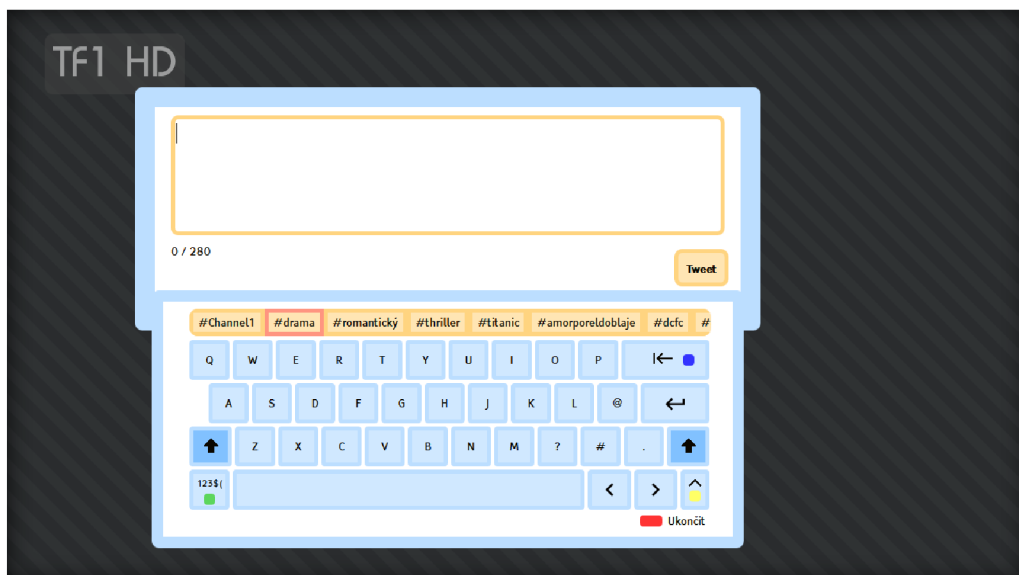 TF1 HD
0 / 280
Tweet
#Channel1 #drama #romantický #thriller #titanic #amorporeldoblaje #dcfc #
Q W E R T Y U I O P
A S D F G H J K L @
Z X C V B N M ? # .
123$(
Ukončit